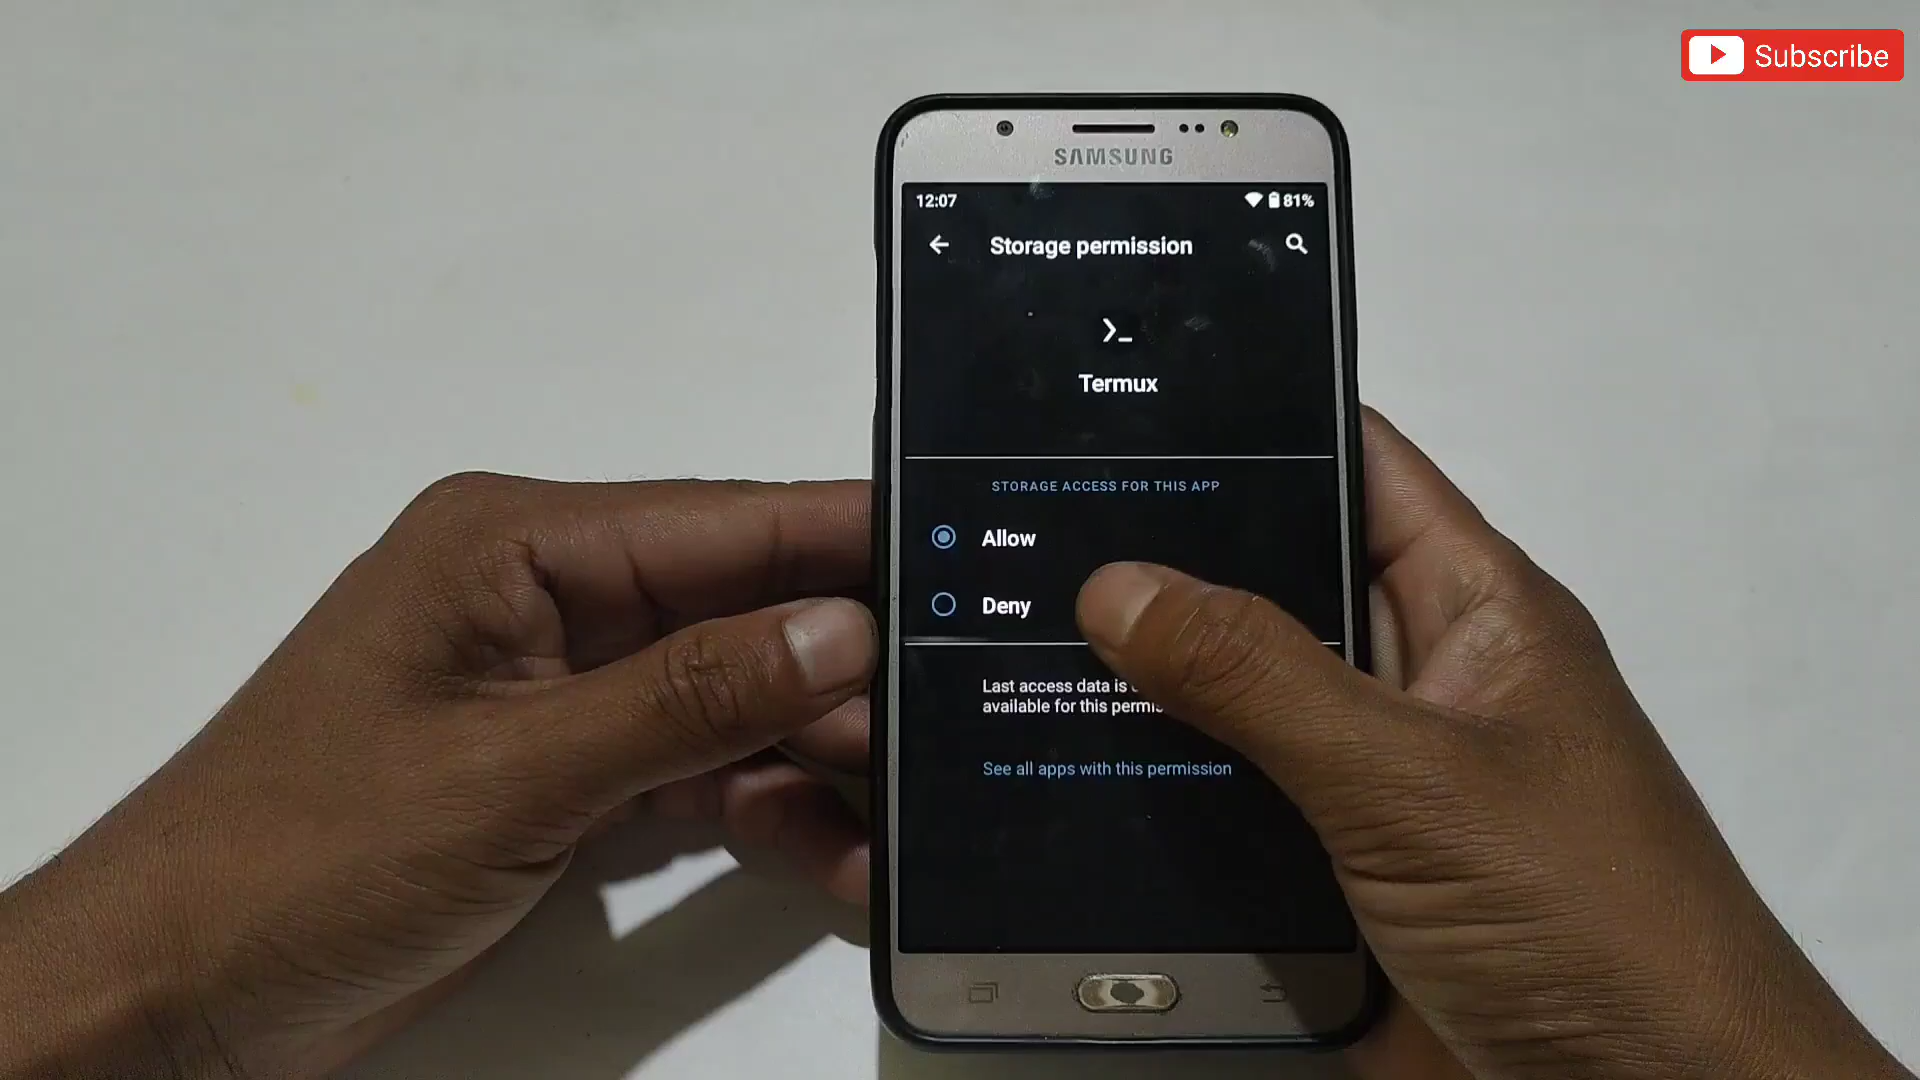 Subscribe
SAMSUNG
12:07
81%
Storage permission
Termux
STORAGE ACCESS FOR THIS APP
Allow
Deny
Last access data is
available for this
See all apps with this permission